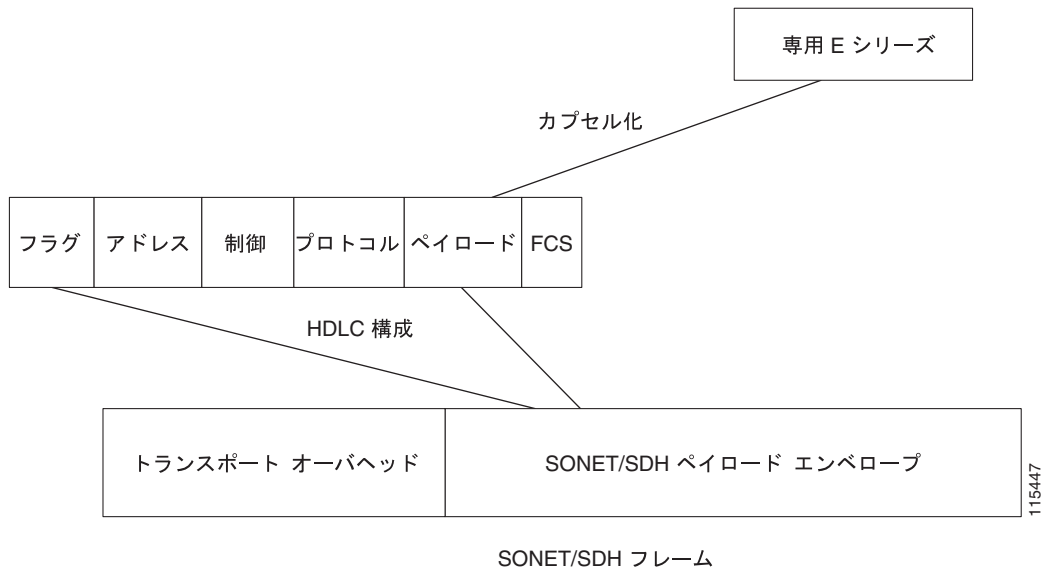 専用 E シリーズ
カプセル化
フラグ
アドレス
制御
プロトコル
ペイロード
FCS
HDLC 構成
トランスポート オーバヘッド
SONET/SDH ペイロード エンベロープ
115447
SONET/SDH フレーム